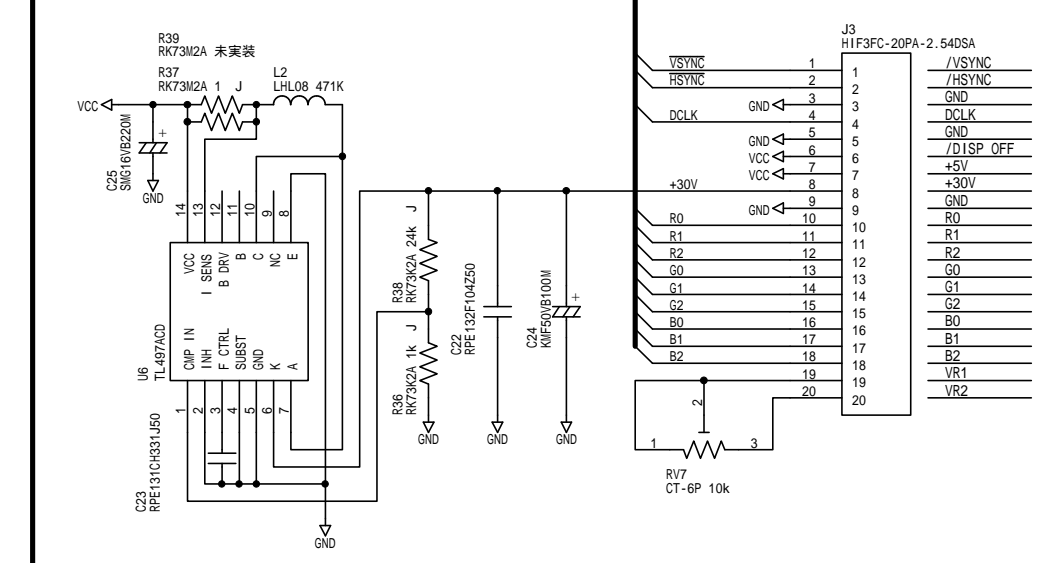 R39
RK73M2A 未実装
R37
RK73M2A 1 J
L2
LHL08 471K
VCC
+
C25
SMG16VB220M
GND
14
13
12
11
10
9
8
VCC
I SENS
B DRV
B
C
NC
E
CMP IN
INH
F CTRL
SUBST
GND
K
A
U6
TL497ACD
1
2
3
4
5
6
7
C23
RPE131CH331J50
GND
R38
RK73K2A 24k J
R36
RK73K2A 1k J
GND
C22
RPE132F104Z50
GND
C24
KMF50VB100M
+
GND
J3
HIF3FC-20PA-2.54DSA
VSYNC 1 1 /VSYNC
HSYNC 2 2 /HSYNC
GND 3 3 GND
DCLK 4 4 DCLK
GND 5 5 GND
VCC 6 6 /DISP OFF
VCC 7 7 +5V
+30V 8 8 +30V
GND 9 9 GND
R0 10 10 R0
R1 11 11 R1
R2 12 12 R2
G0 13 13 G0
G1 14 14 G1
G2 15 15 G2
B0 16 16 B0
B1 17 17 B1
B2 18 18 B2
19 19 VR1
20 20 VR2
2
1 3
RV7
CT-6P 10k